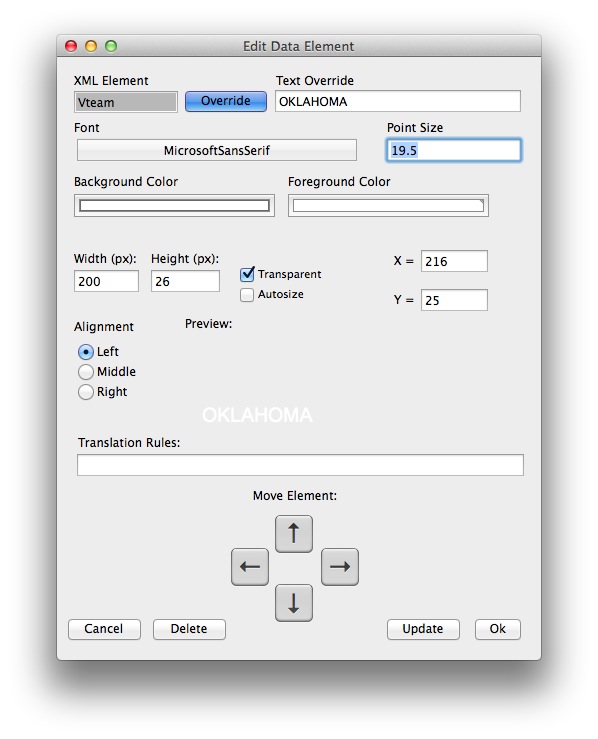 Edit Data Element
XML Element
Text Override
Vteam
Override
OKLAHOMA
Font
Point Size
MicrosoftSansSerif
19.5
Background Color
Foreground Color
Width (px):
Height (px):
200
26
Transparent
Autosize
X =
216
Y =
25
Alignment
Preview:
Left
Middle
Right
OKLAHOMA
Translation Rules:
Move Element:
↑
←
→
↓
Cancel
Delete
Update
Ok